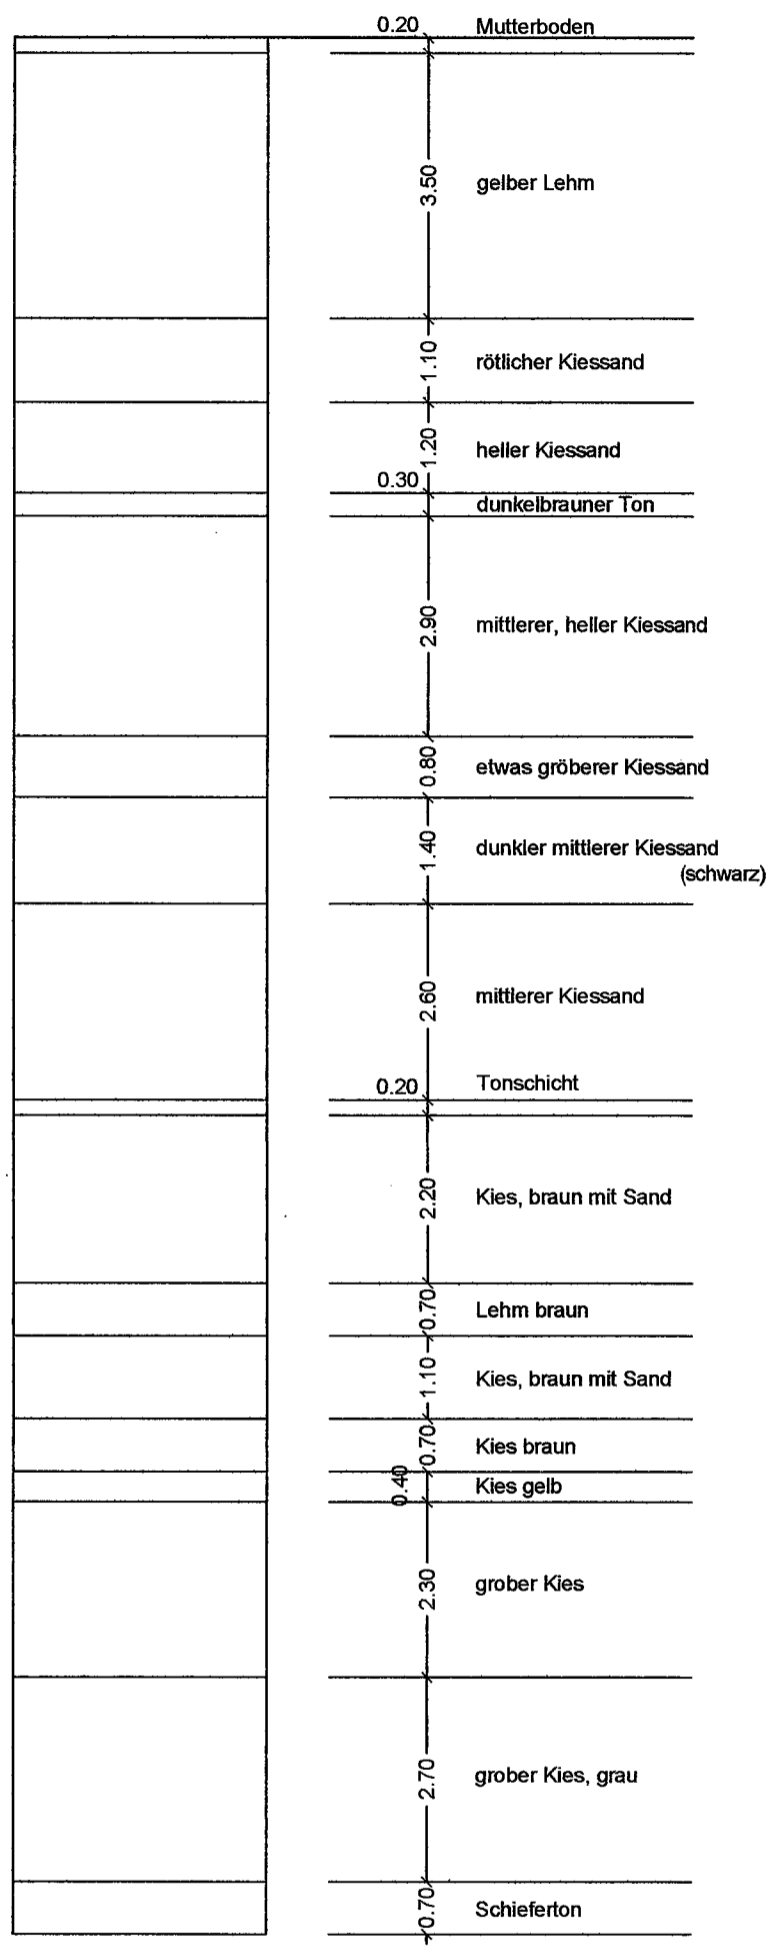 0.20 Mutterboden
3.50 gelber Lehm
1.10 rötlicher Kiessand
1.20 heller Kiessand
0.30 dunkelbrauner Ton
2.90 mittlerer, heller Kiessand
0.80 etwas gröberer Kiessand
1.40 dunkler mittlerer Kiessand
(schwarz)
2.60 mittlerer Kiessand
0.20 Tonschicht
2.20 Kies, braun mit Sand
0.70 Lehm braun
1.10 Kies, braun mit Sand
0.70 Kies braun
0.40 Kies gelb
2.30 grober Kies
2.70 grober Kies, grau
0.70 Schieferton